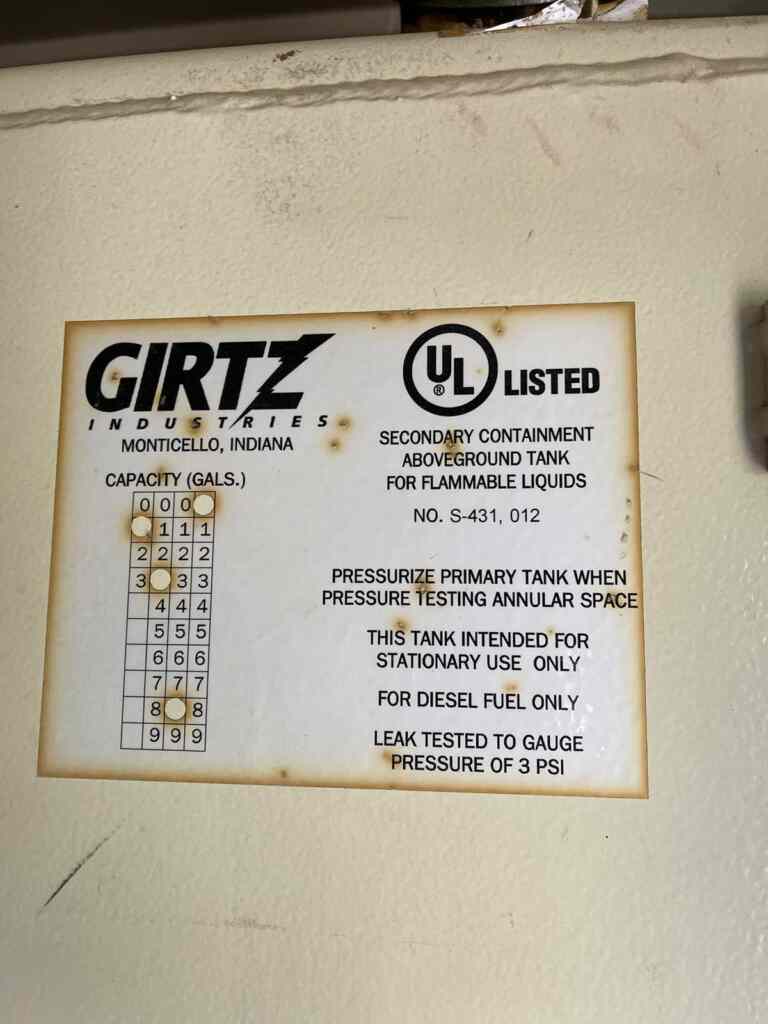 GIRTZ
INDUSTRIES
MONTICELLO, INDIANA
CAPACITY (GALS.)
0 0 0
1 1 1
2 2 2 2
3 3 3
4 4 4
5 5 5
6 6 6
7 7 7
8 8
9 9 9
UL ® LISTED
SECONDARY CONTAINMENT
ABOVEGROUND TANK
FOR FLAMMABLE LIQUIDS
NO. S-431, 012
PRESSURIZE PRIMARY TANK WHEN
PRESSURE TESTING ANNULAR SPACE
THIS TANK INTENDED FOR
STATIONARY USE ONLY
FOR DIESEL FUEL ONLY
LEAK TESTED TO GAUGE
PRESSURE OF 3 PSI